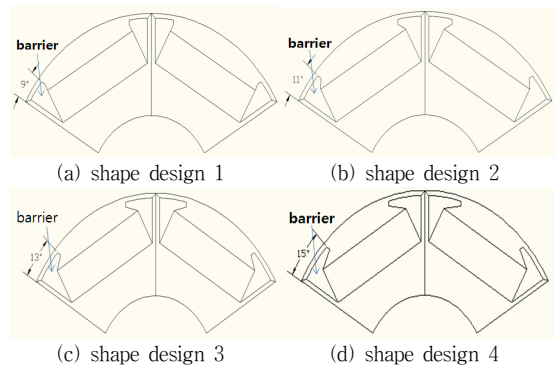 barrier
9°
(a) shape design 1
barrier
11°
(b) shape design 2
barrier
13°
(c) shape design 3
barrier
15°
(d) shape design 4